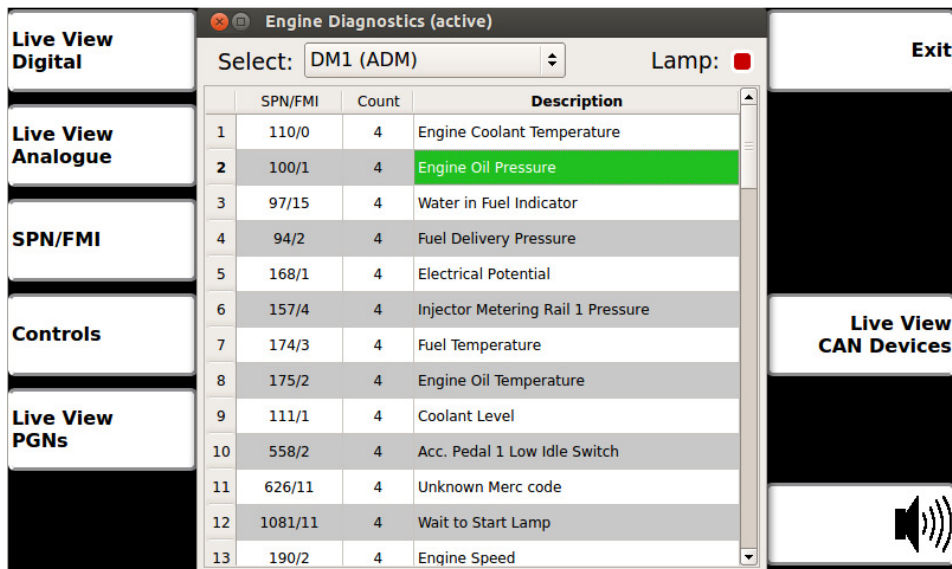 Engine Diagnostics (active)
Live View
Digital
Select: DM1 (ADM) Lamp:
Exit
SPN/FMI Count Description
1 110/0 4 Engine Coolant Temperature
Live View
Analogue
2 100/1 4 Engine Oil Pressure
3 97/15 4 Water in Fuel Indicator
SPN/FMI
4 94/2 4 Fuel Delivery Pressure
5 168/1 4 Electrical Potential
6 157/4 4 Injector Metering Rail 1 Pressure
Controls
Live View
CAN Devices
7 174/3 4 Fuel Temperature
8 175/2 4 Engine Oil Temperature
9 111/1 4 Coolant Level
Live View
PGNs
10 558/2 4 Acc. Pedal 1 Low Idle Switch
11 626/11 4 Unknown Merc code
12 1081/11 4 Wait to Start Lamp
13 190/2 4 Engine Speed